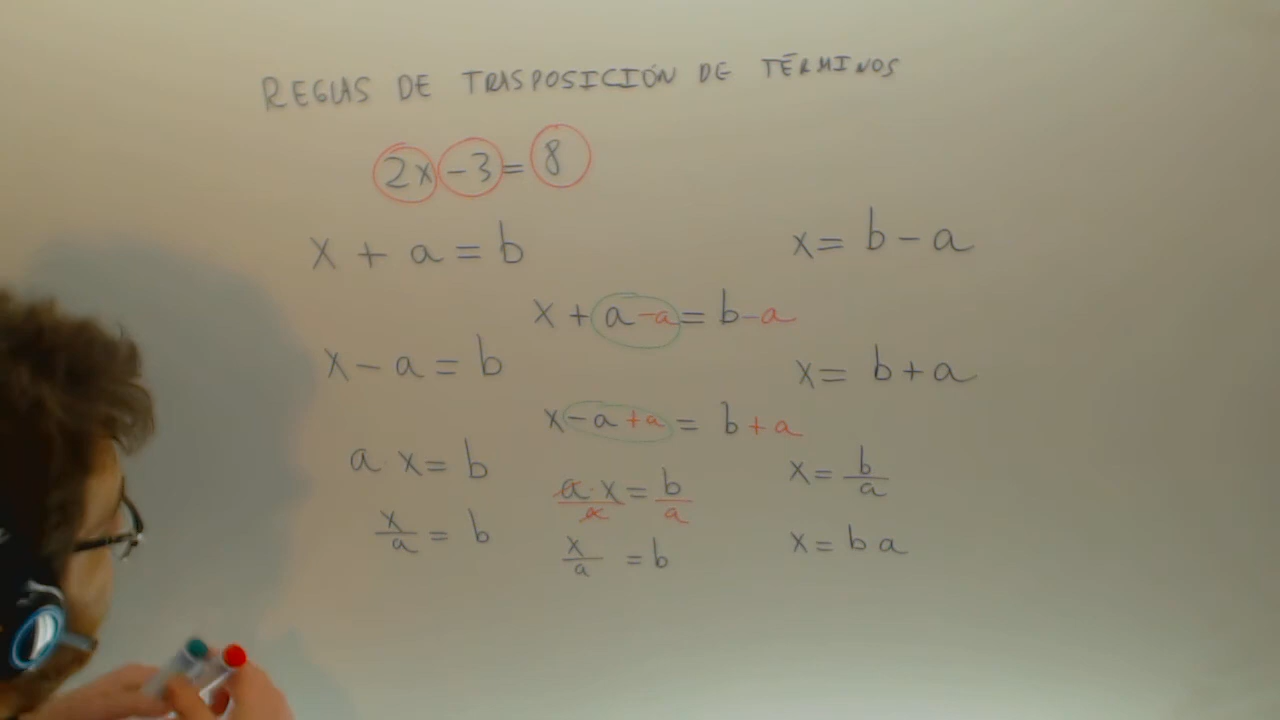 REGLAS DE TRASPOSICIÓN DE TÉRMINOS
2x - 3 = 8
x + a = b
x = b - a
x + a - a = b - a
x - a = b
x = b + a
x - a + a = b + a
a · x = b
a · x / a = b / a
x = b / a
x / a = b
x / a = b
x = b a